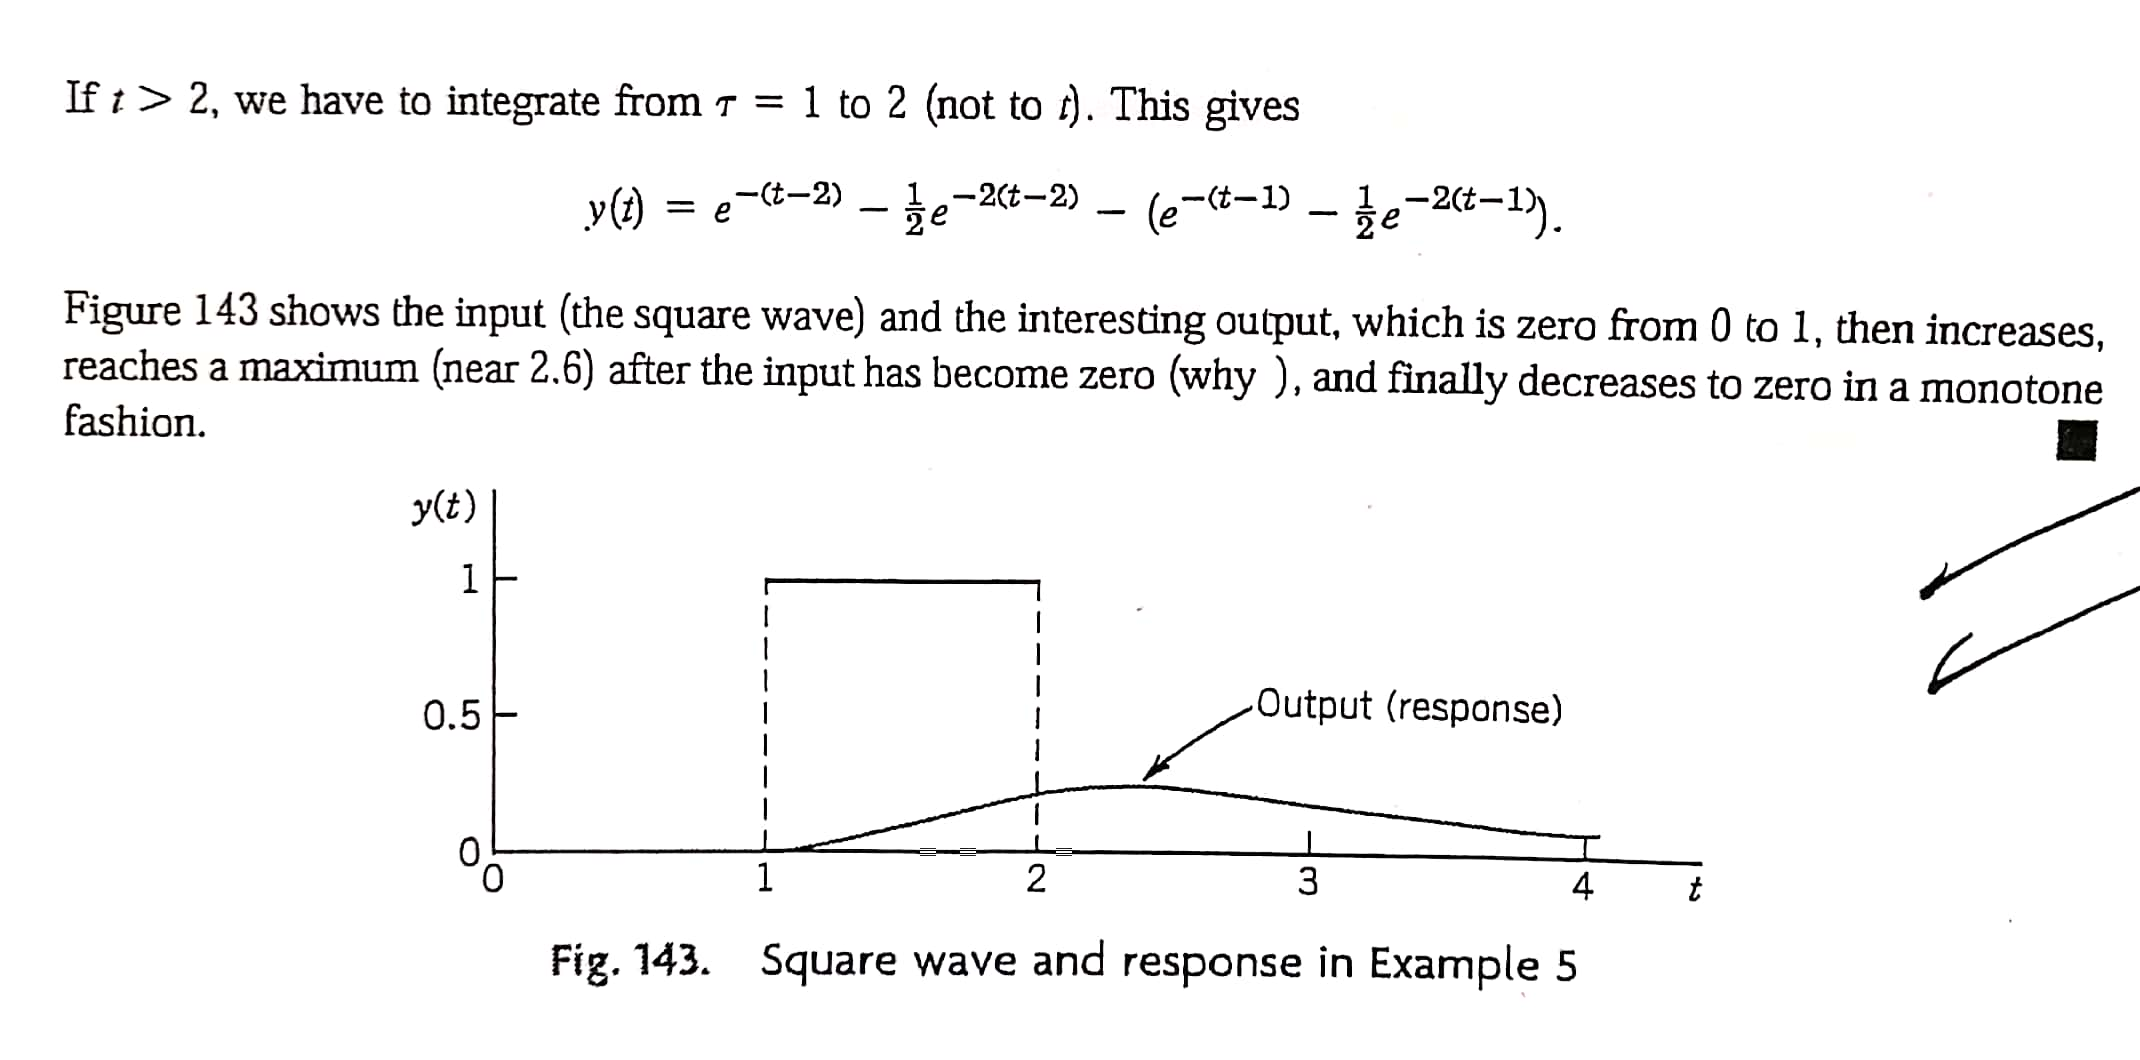 If t > 2, we have to integrate from τ = 1 to 2 (not to t). This gives
y(t) = e^{-(t-2)} - ½e^{-2(t-2)} - (e^{-(t-1)} - ½e^{-2(t-1)}).
Figure 143 shows the input (the square wave) and the interesting output, which is zero from 0 to 1, then increases,
reaches a maximum (near 2.6) after the input has become zero (why ), and finally decreases to zero in a monotone
fashion.
y(t)
1
0.5
Output (response)
0
0 1 2 3 4 t
Fig. 143. Square wave and response in Example 5